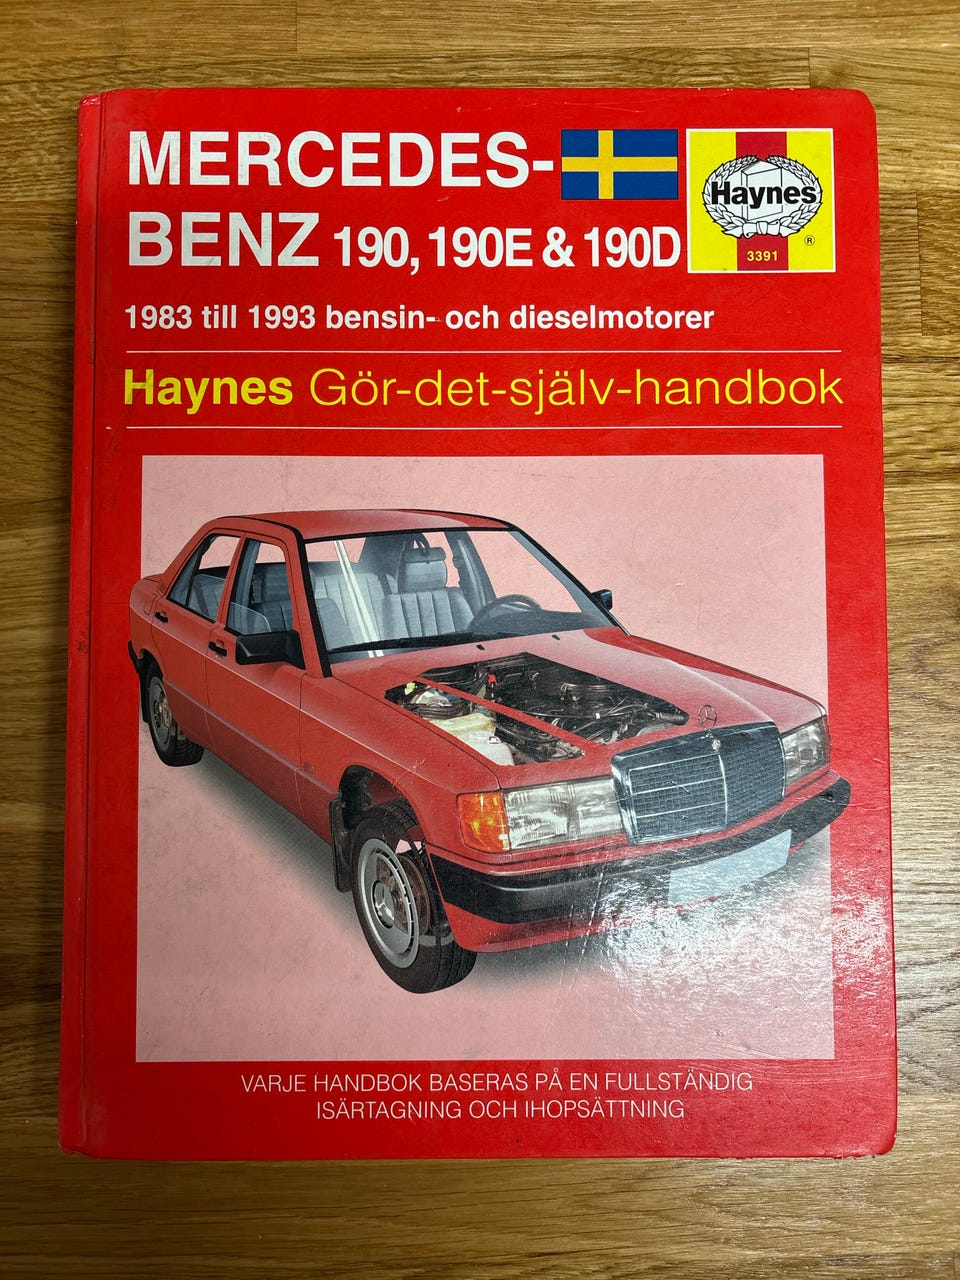 MERCEDES-
BENZ 190, 190E & 190D
Haynes
®
3391
1983 till 1993 bensin- och dieselmotorer
Haynes Gör-det-själv-handbok
VARJE HANDBOK BASERAS PÅ EN FULLSTÄNDIG
ISÄRTAGNING OCH IHOPSÄTTNING